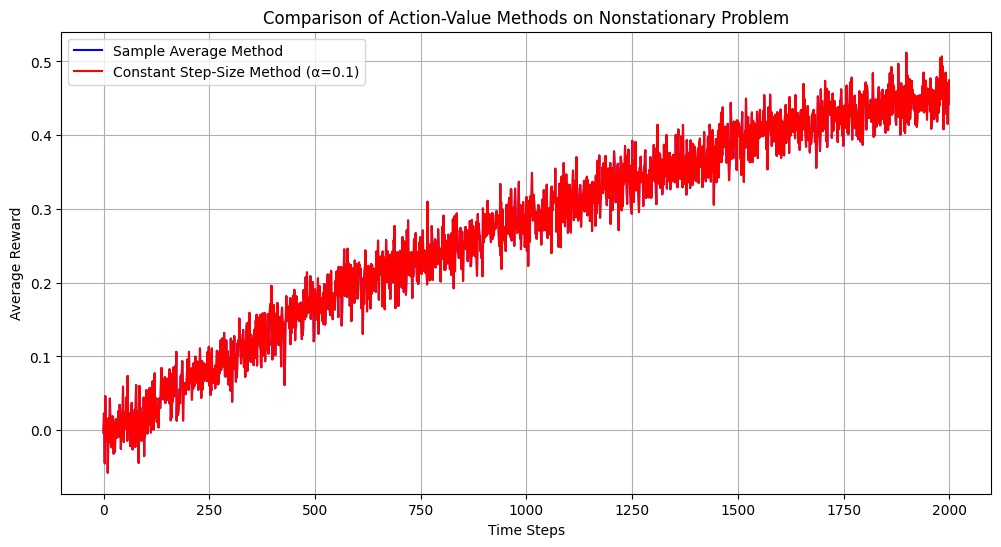 Comparison of Action-Value Methods on Nonstationary Problem
Sample Average Method
Constant Step-Size Method (α=0.1)
0.5
0.4
0.3
0.2
0.1
0.0
Average Reward
0 250 500 750 1000 1250 1500 1750 2000
Time Steps